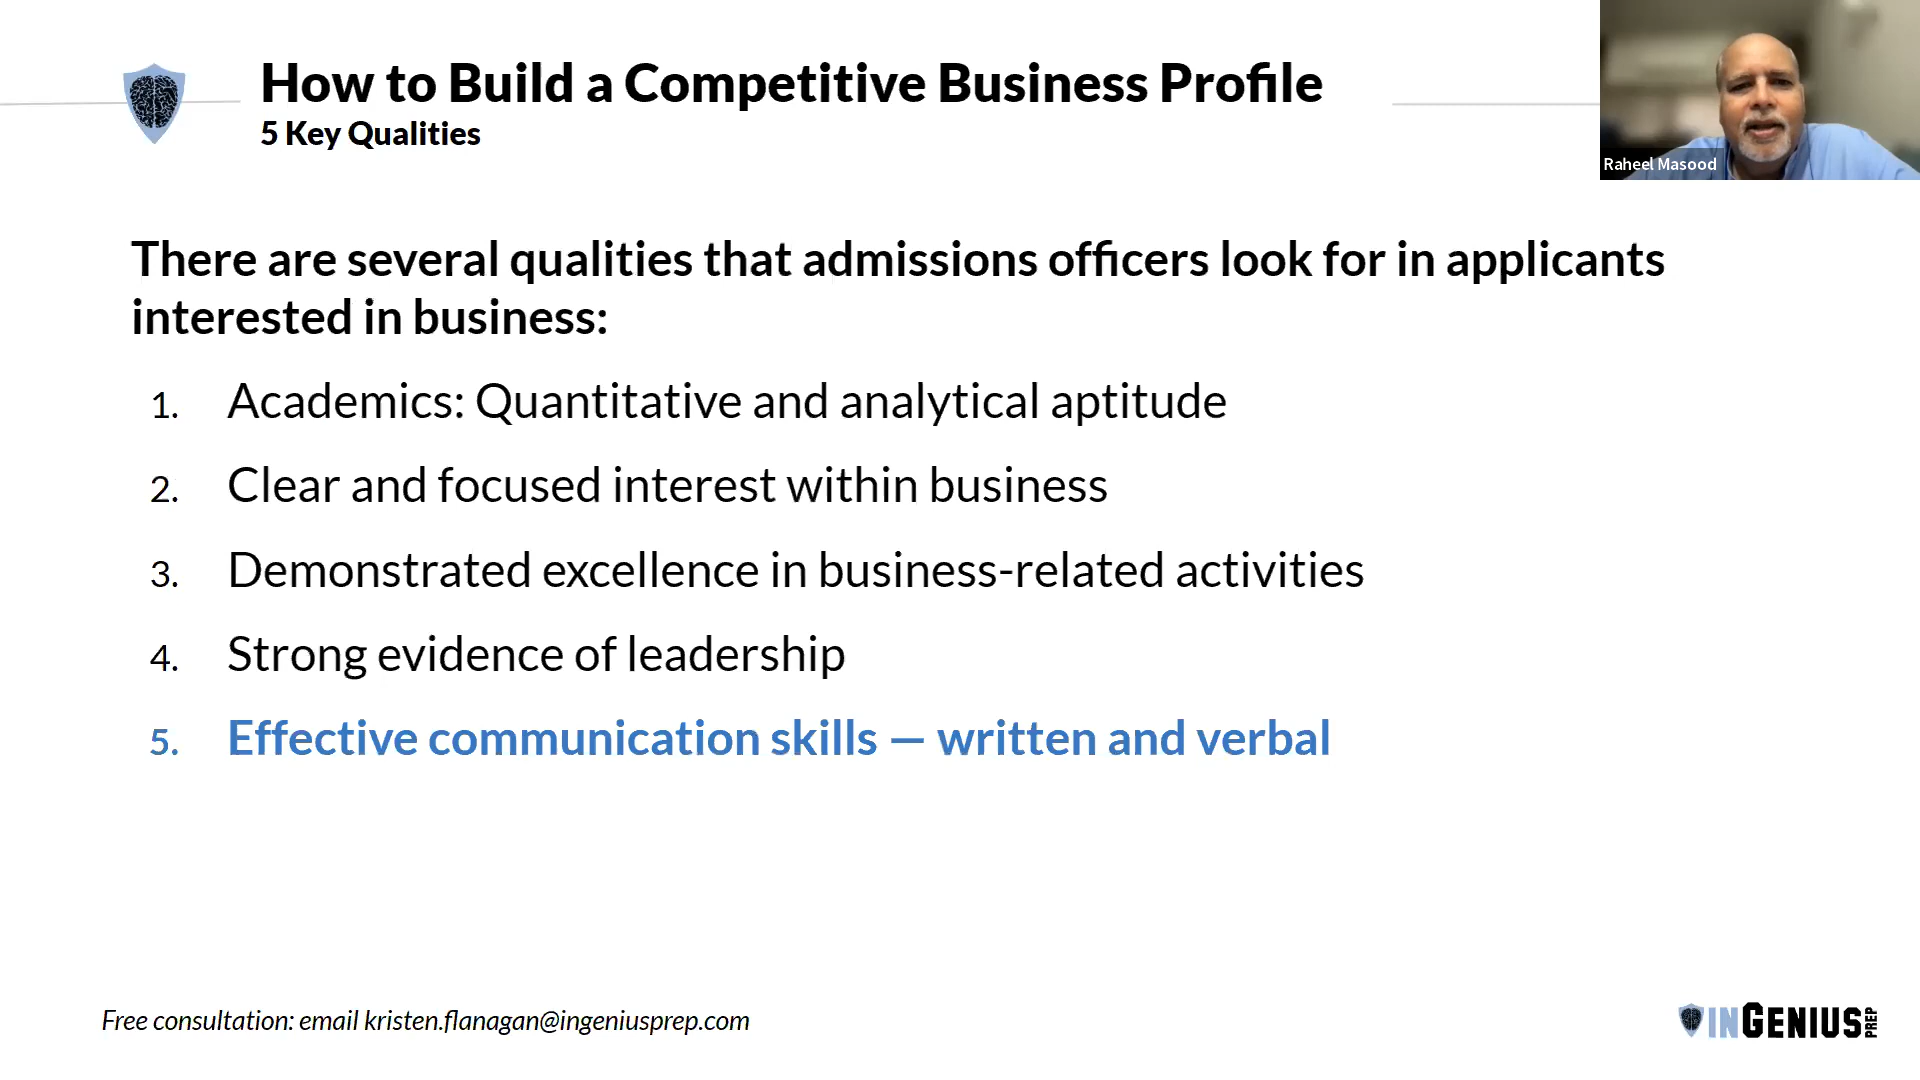 How to Build a Competitive Business Profile
5 Key Qualities
Raheel Masood
There are several qualities that admissions officers look for in applicants
interested in business:
1. Academics: Quantitative and analytical aptitude
2. Clear and focused interest within business
3. Demonstrated excellence in business-related activities
4. Strong evidence of leadership
5. Effective communication skills — written and verbal
Free consultation: email kristen.flanagan@ingeniusprep.com
INGENIUS PREP